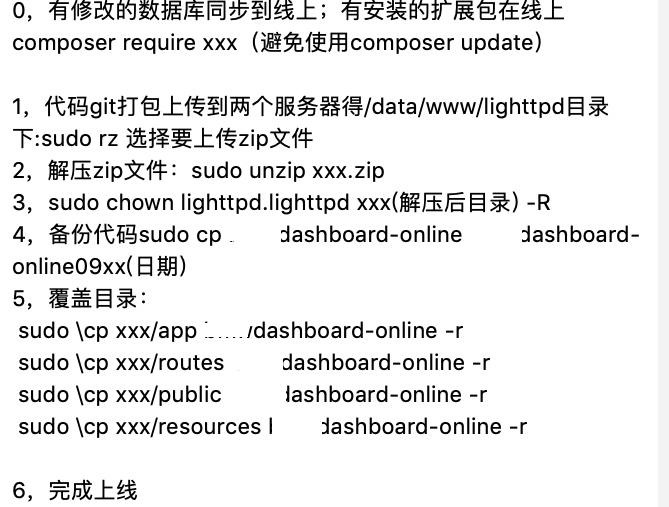 0，有修改的数据库同步到线上；有安装的扩展包在线上
composer require xxx（避免使用composer update）
1，代码git打包上传到两个服务器得/data/www/lighttpd目录
下:sudo rz 选择要上传zip文件
2，解压zip文件：sudo unzip xxx.zip
3，sudo chown lighttpd.lighttpd xxx(解压后目录) -R
4，备份代码sudo cp dashboard-online dashboard-
online09xx(日期)
5，覆盖目录：
sudo \cp xxx/app /dashboard-online -r
sudo \cp xxx/routes dashboard-online -r
sudo \cp xxx/public dashboard-online -r
sudo \cp xxx/resources dashboard-online -r
6，完成上线